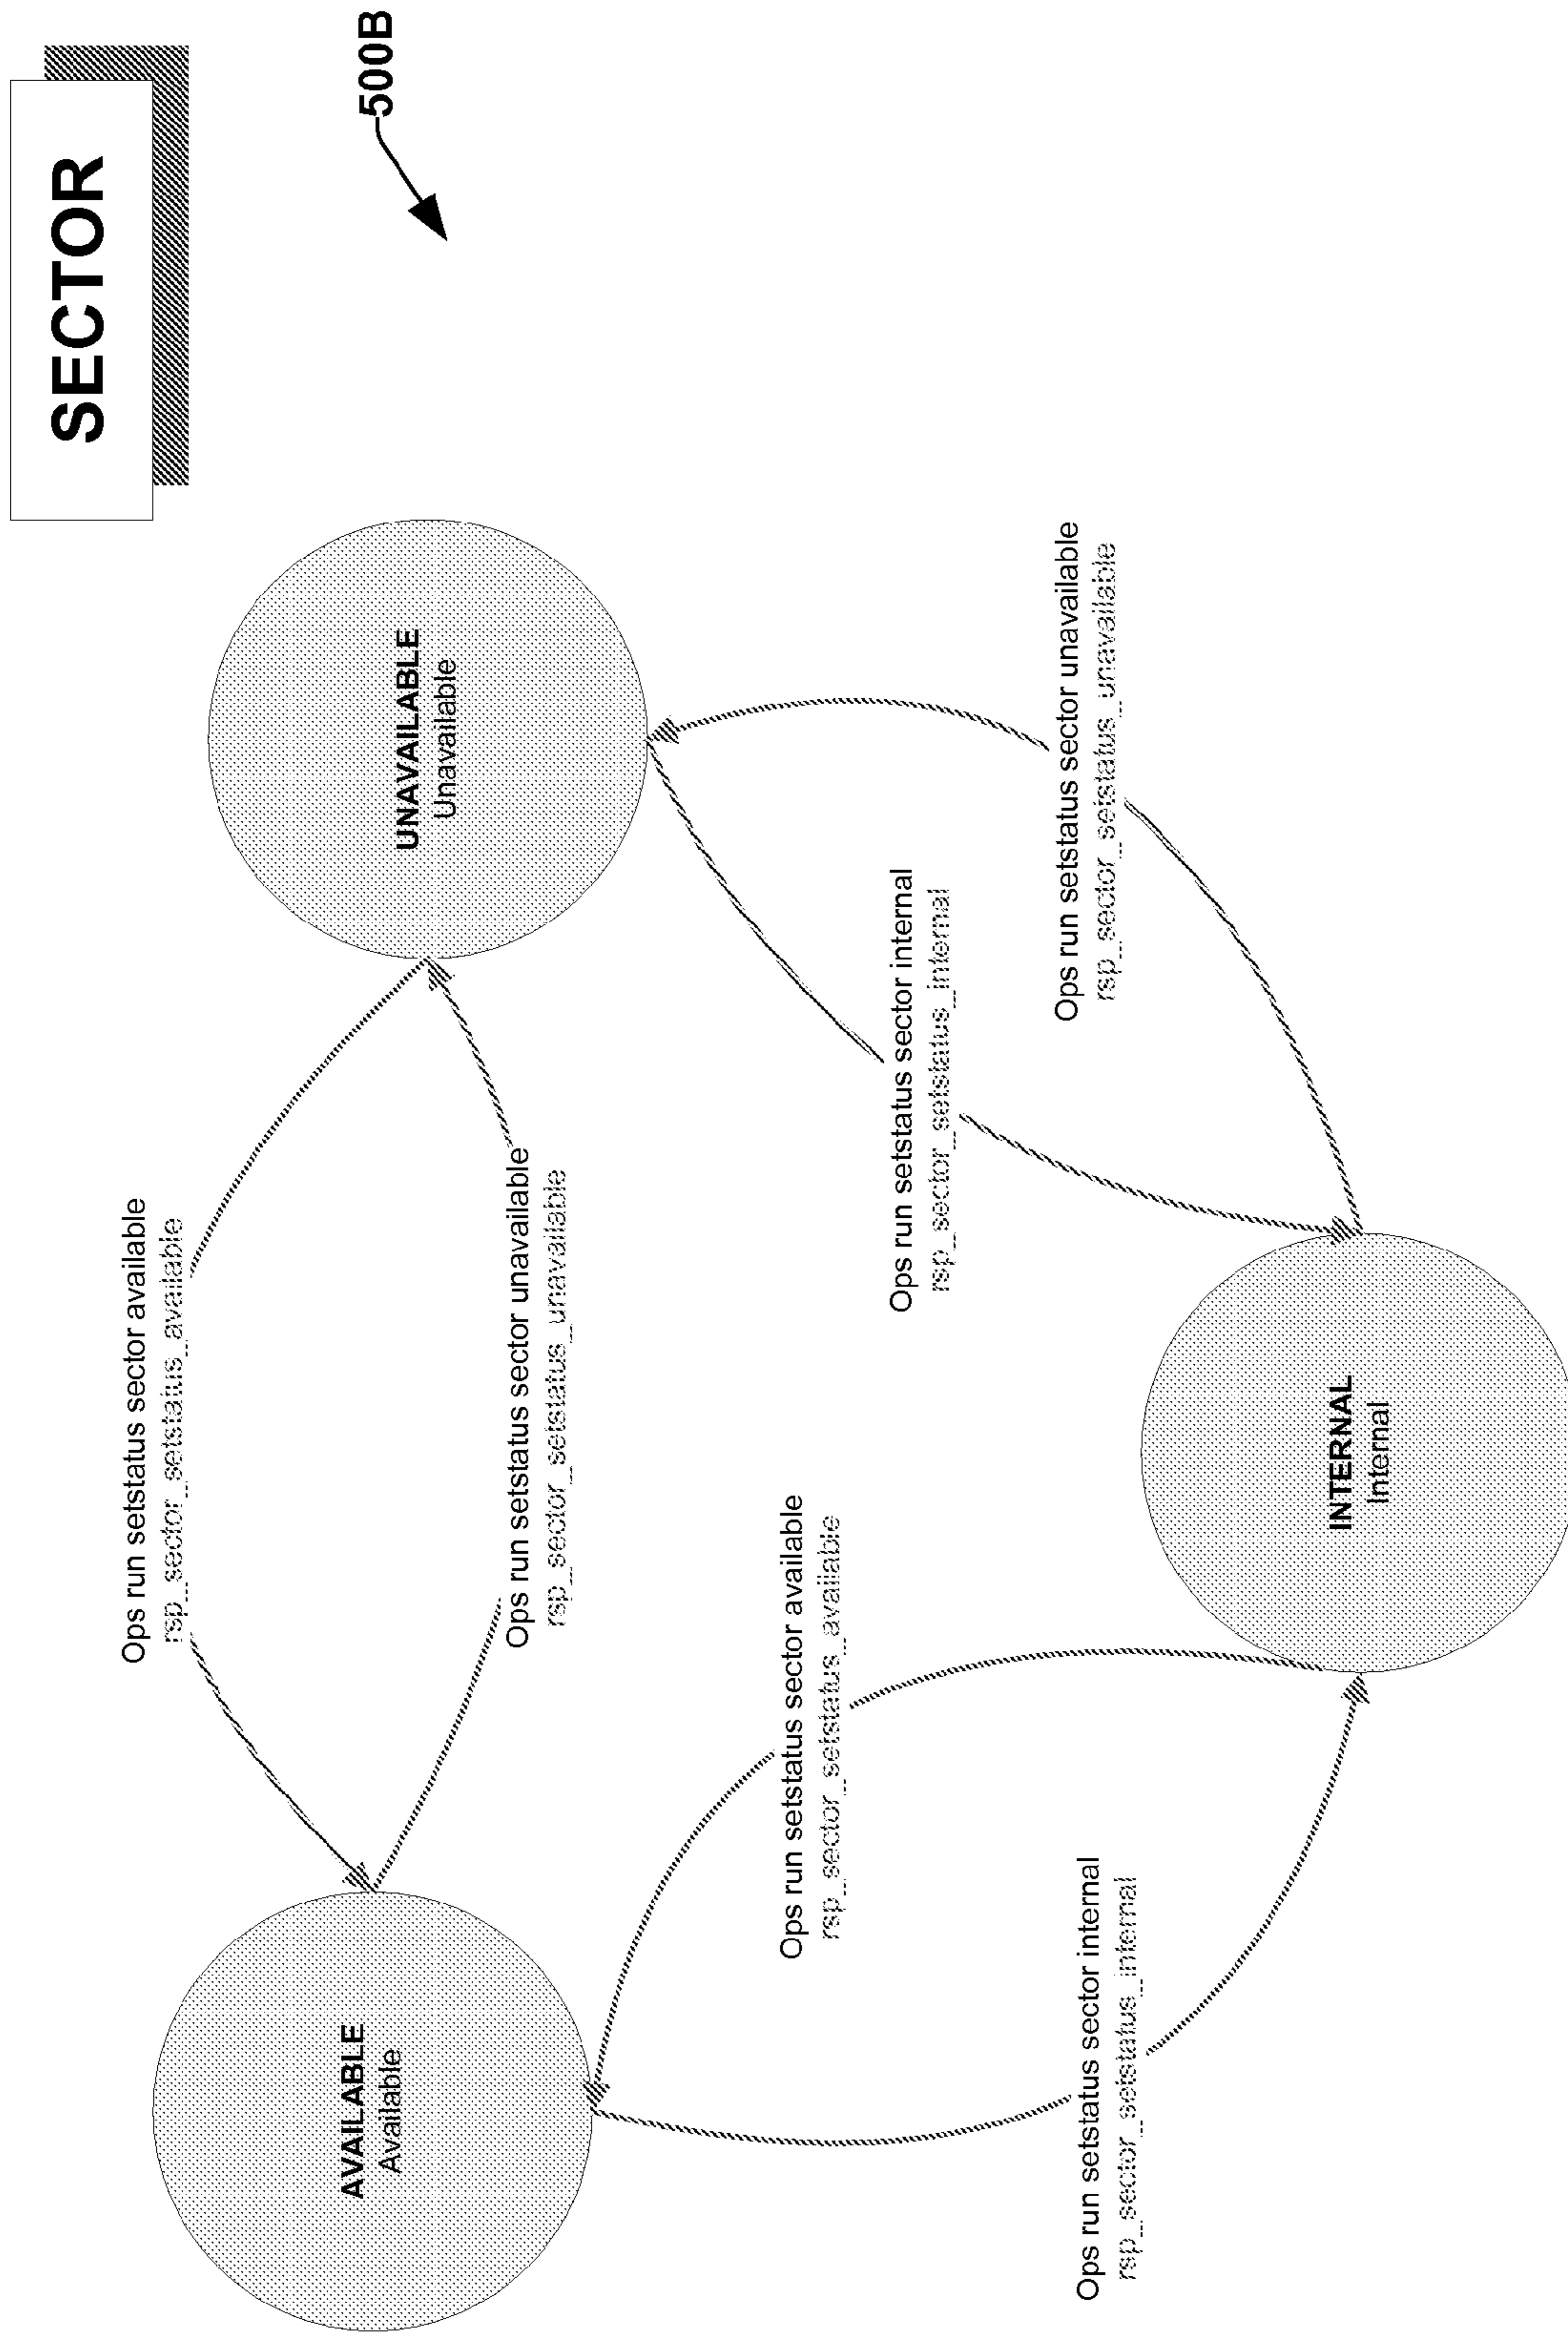 SECTOR
500B
Ops run setstatus sector available
rsp_sector_setstatus_available
AVAILABLE
Available
UNAVAILABLE
Unavailable
Ops run setstatus sector unavailable
rsp_sector_setstatus_unavailable
Ops run setstatus sector available
rsp_sector_setstatus_available
Ops run setstatus sector internal
rsp_sector_setstatus_internal
Ops run setstatus sector internal
rsp_sector_setstatus_internal
Ops run setstatus sector unavailable
rsp_sector_setstatus_unavailable
INTERNAL
Internal